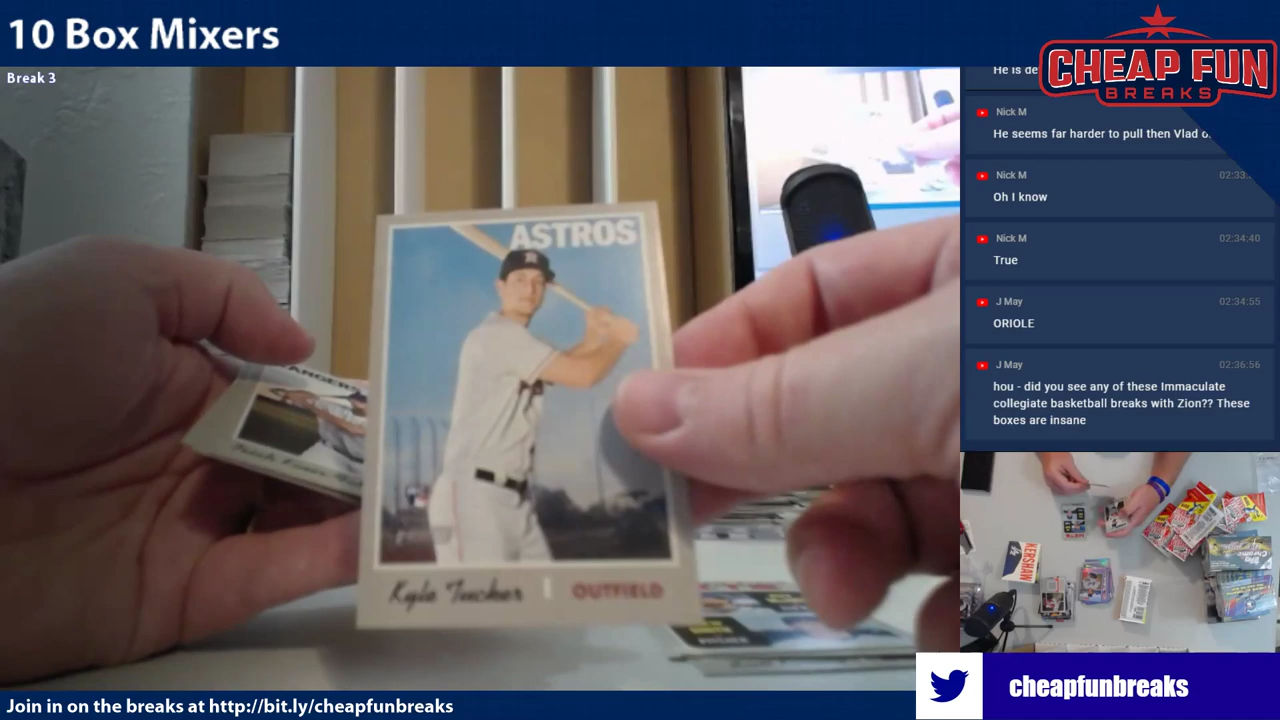 10 Box Mixers
Break 3
CHEAP FUN
BREAKS
He is de
Nick M
He seems far harder to pull then Vlad o
Nick M 02:33:
Oh I know
Nick M 02:34:40
True
J May 02:34:55
ORIOLE
J May 02:36:56
hou - did you see any of these Immaculate
collegiate basketball breaks with Zion?? These
boxes are insane
ASTROS
Kyle Tucker OUTFIELD
ANGERS
KERSHAW
cheapfunbreaks
Join in on the breaks at http://bit.ly/cheapfunbreaks